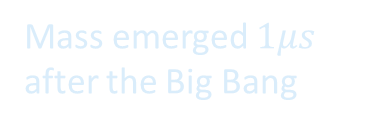 Mass emerged 1μs
after the Big Bang